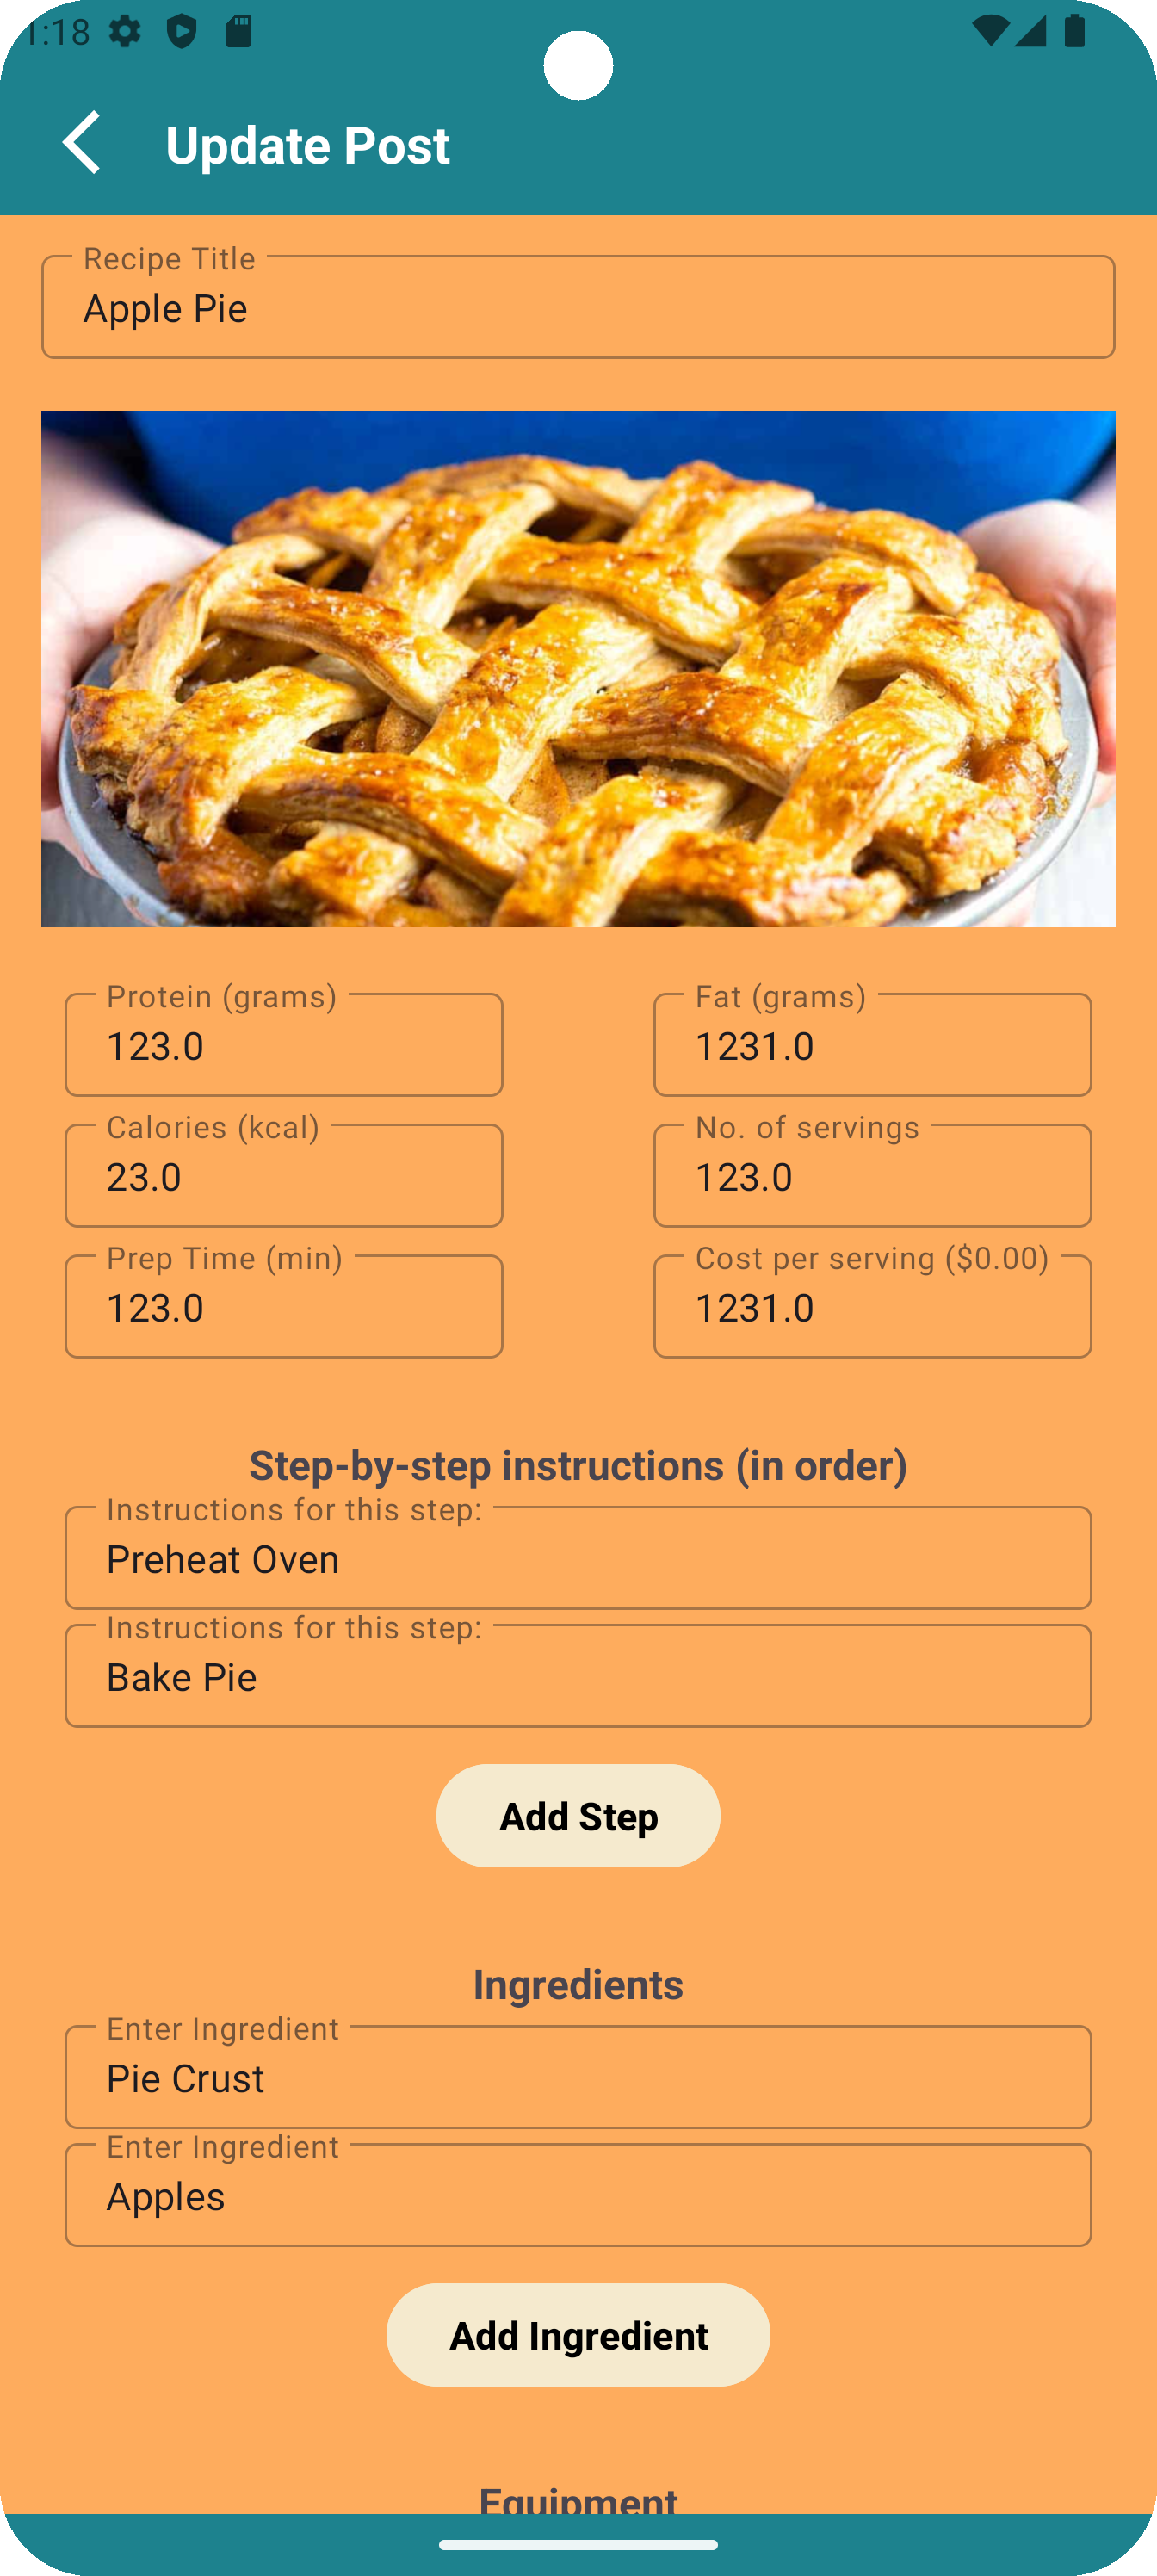 1:18
Update Post
Recipe Title
Apple Pie
Protein (grams)
123.0
Fat (grams)
1231.0
Calories (kcal)
23.0
No. of servings
123.0
Prep Time (min)
123.0
Cost per serving ($0.00)
1231.0
Step-by-step instructions (in order)
Instructions for this step:
Preheat Oven
Instructions for this step:
Bake Pie
Add Step
Ingredients
Enter Ingredient
Pie Crust
Enter Ingredient
Apples
Add Ingredient
Equipment